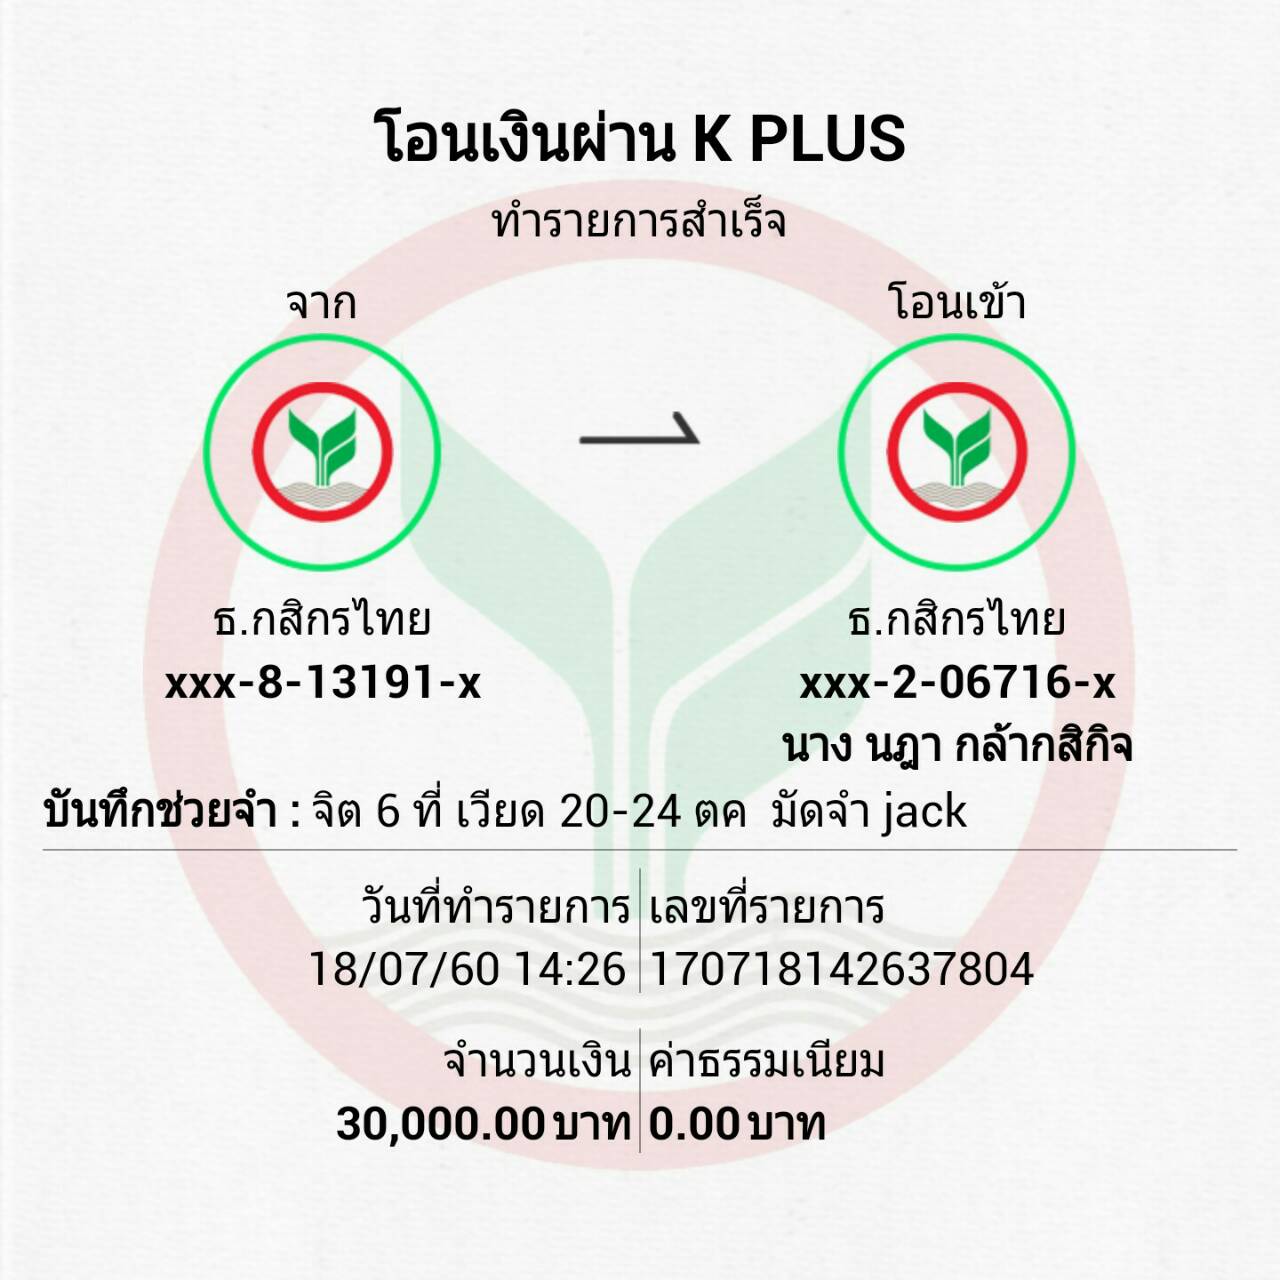 โอนเงินผ่าน K PLUS
ทำรายการสำเร็จ
จาก
โอนเข้า
ธ.กสิกรไทย
xxx-8-13191-x
ธ.กสิกรไทย
xxx-2-06716-x
นาง นฎา กล้ากสิกิจ
บันทึกช่วยจำ : จิต 6 ที่ เวียด 20-24 ตค มัดจำ jack
วันที่ทำรายการ เลขที่รายการ
18/07/60 14:26 170718142637804
จำนวนเงิน ค่าธรรมเนียม
30,000.00 บาท 0.00 บาท